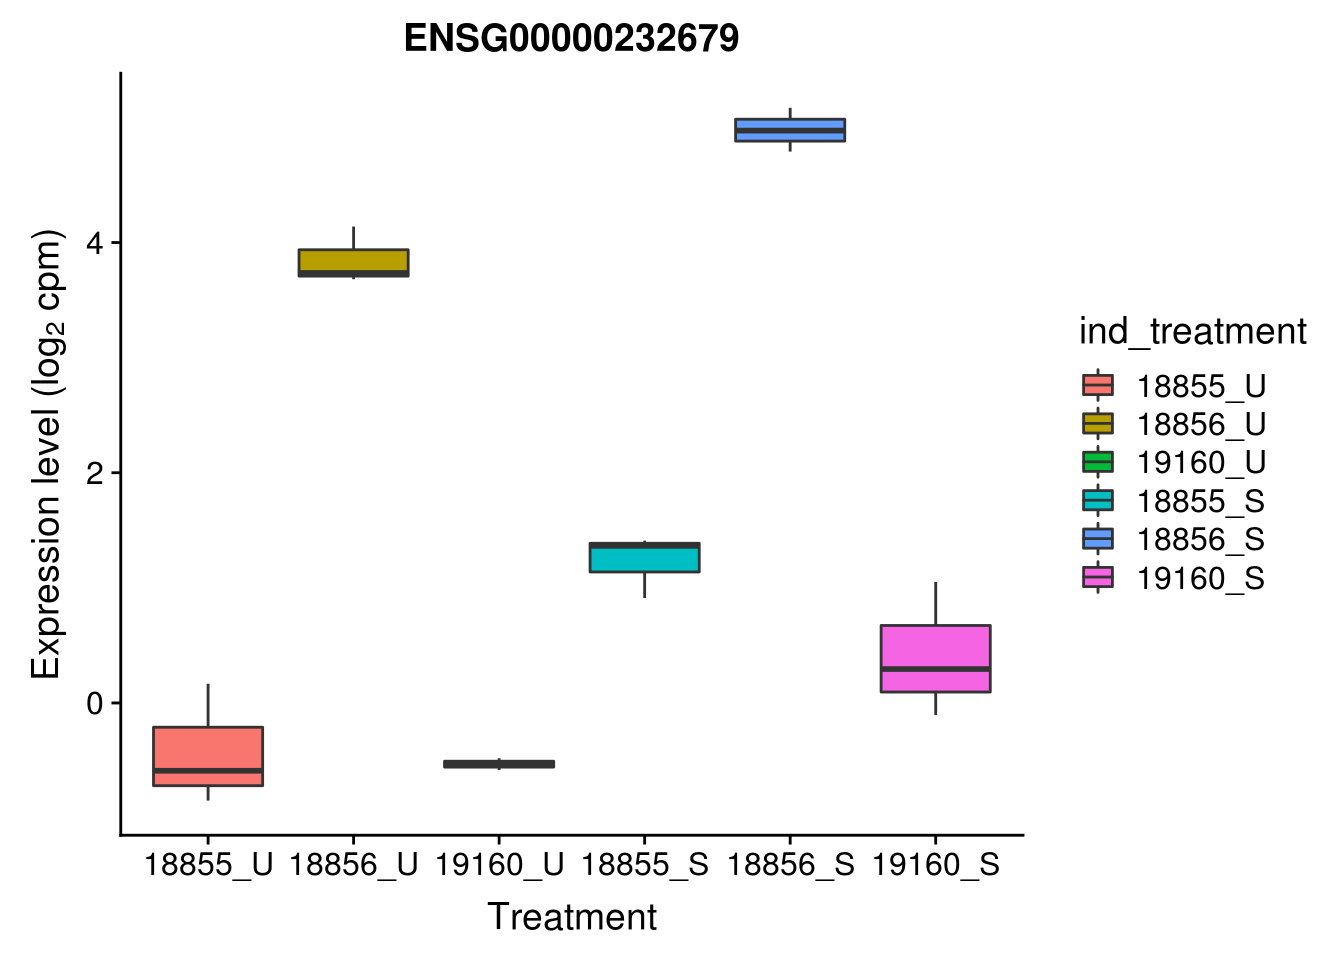 ENSG00000232679
Expression level (log₂ cpm)
4
2
0
18855_U 18856_U 19160_U 18855_S 18856_S 19160_S
Treatment
ind_treatment
18855_U
18856_U
19160_U
18855_S
18856_S
19160_S